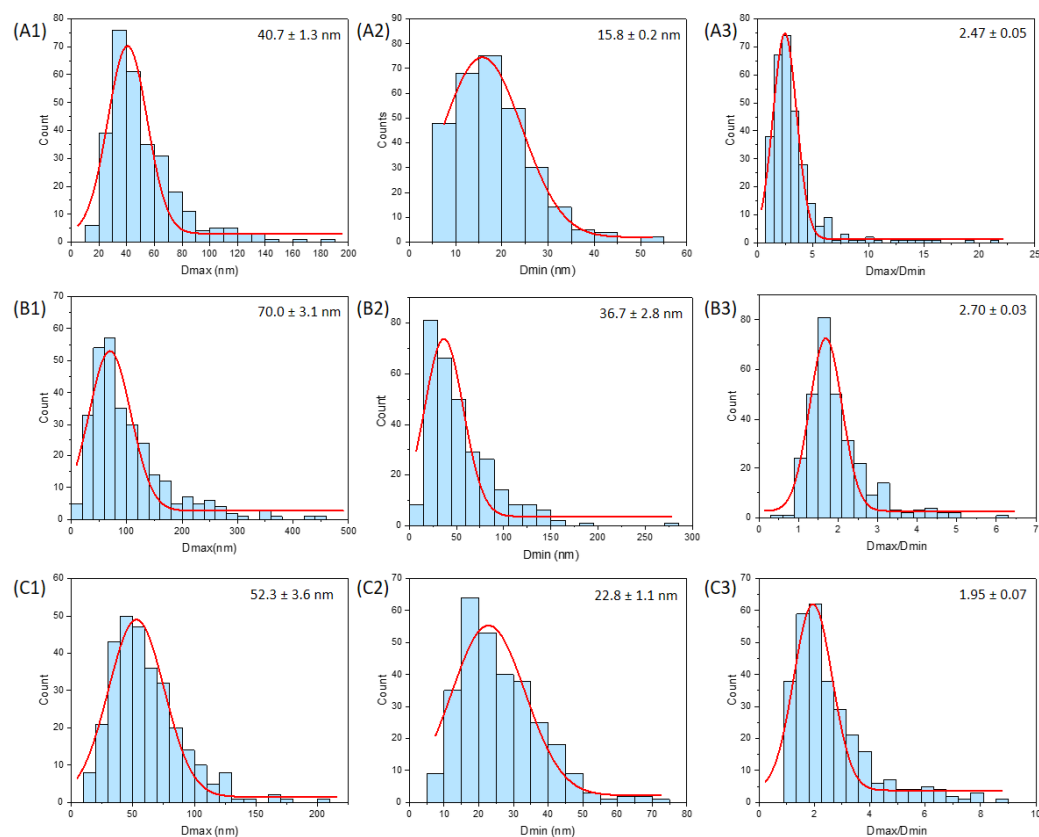 (A1)
40.7 ± 1.3 nm
80
70
60
50
40
30
20
10
0
Count
0 20 40 60 80 100 120 140 160 180 200
Dmax (nm)
(A2)
15.8 ± 0.2 nm
90
80
70
60
50
40
30
20
10
0
Counts
0 10 20 30 40 50 60
Dmin (nm)
(A3)
2.47 ± 0.05
80
70
60
50
40
30
20
10
0
Count
0 5 10 15 20 25
Dmax/Dmin
(B1)
70.0 ± 3.1 nm
70
60
50
40
30
20
10
0
Count
0 100 200 300 400 500
Dmax(nm)
(B2)
36.7 ± 2.8 nm
80
60
40
20
0
Count
0 50 100 150 200 250 300
Dmin (nm)
(B3)
2.70 ± 0.03
80
60
40
20
0
Count
1 2 3 4 5 6 7
Dmax/Dmin
(C1)
52.3 ± 3.6 nm
60
50
40
30
20
10
0
Count
0 50 100 150 200
Dmax (nm)
(C2)
22.8 ± 1.1 nm
70
60
50
40
30
20
10
0
Count
0 10 20 30 40 50 60 70 80
Dmin (nm)
(C3)
1.95 ± 0.07
70
60
50
40
30
20
10
0
Count
0 2 4 6 8 10
Dmax/Dmin